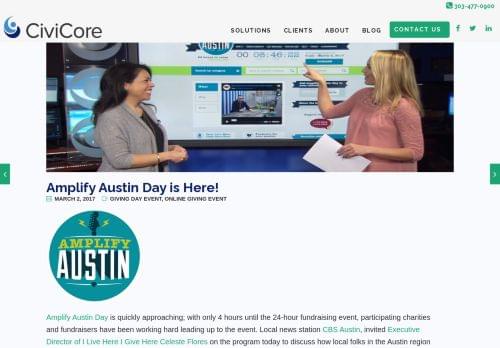 303-477-0900
CiviCore
SOLUTIONS CLIENTS ABOUT BLOG CONTACT US
AUSTIN
Amplify Austin Day is Here!
MARCH 2, 2017 GIVING DAY EVENT, ONLINE GIVING EVENT
AMPLIFY
AUSTIN
Amplify Austin Day is quickly approaching; with only 4 hours until the 24-hour fundraising event, participating charities
and fundraisers have been working hard leading up to the event. Local news station CBS Austin, invited Executive
Director of I Live Here I Give Here Celeste Flores on the program today to discuss how local folks in the Austin region